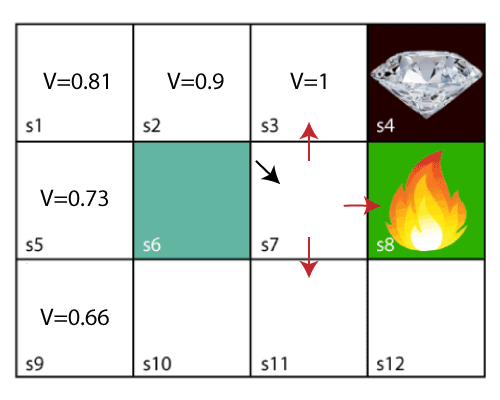 V=0.81 V=0.9 V=1
s1 s2 s3 s4
V=0.73
s5 s6 s7 s8
V=0.66
s9 s10 s11 s12